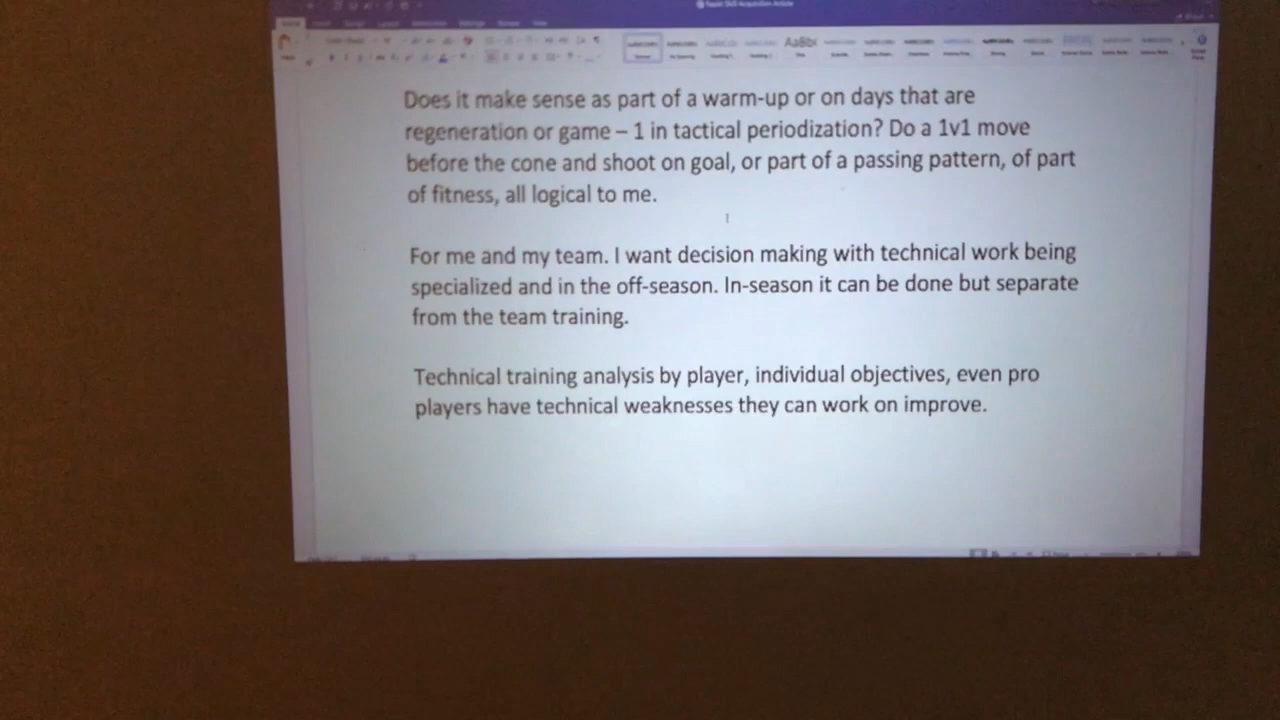 Futsal Skill Acquisition Article
Does it make sense as part of a warm-up or on days that are
regeneration or game – 1 in tactical periodization? Do a 1v1 move
before the cone and shoot on goal, or part of a passing pattern, of part
of fitness, all logical to me.
For me and my team. I want decision making with technical work being
specialized and in the off-season. In-season it can be done but separate
from the team training.
Technical training analysis by player, individual objectives, even pro
players have technical weaknesses they can work on improve.